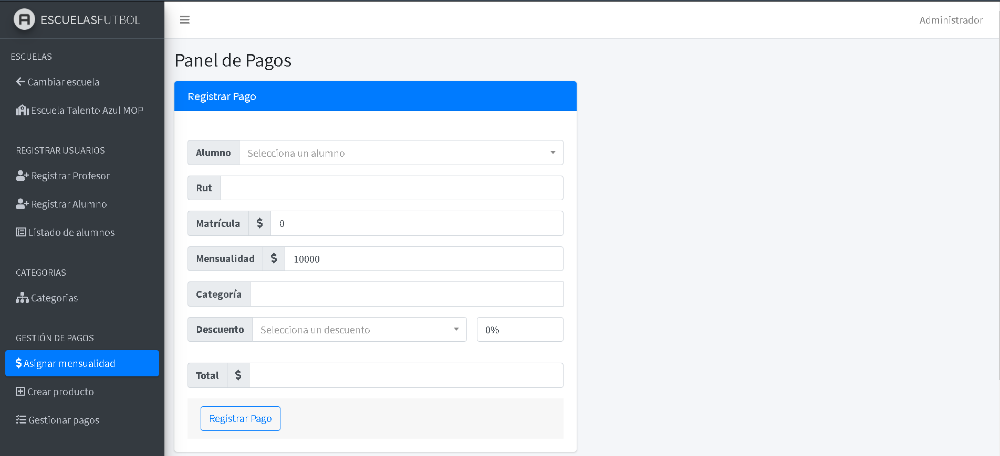 ESCUELASFUTBOL
Administrador
ESCUELAS
Cambiar escuela
Escuela Talento Azul MOP
REGISTRAR USUARIOS
Registrar Profesor
Registrar Alumno
Listado de alumnos
CATEGORIAS
Categorias
GESTIÓN DE PAGOS
$ Asignar mensualidad
Crear producto
Gestionar pagos
Panel de Pagos
Registrar Pago
Alumno Selecciona un alumno
Rut
Matrícula $ 0
Mensualidad $ 10000
Categoría
Descuento Selecciona un descuento 0%
Total $
Registrar Pago